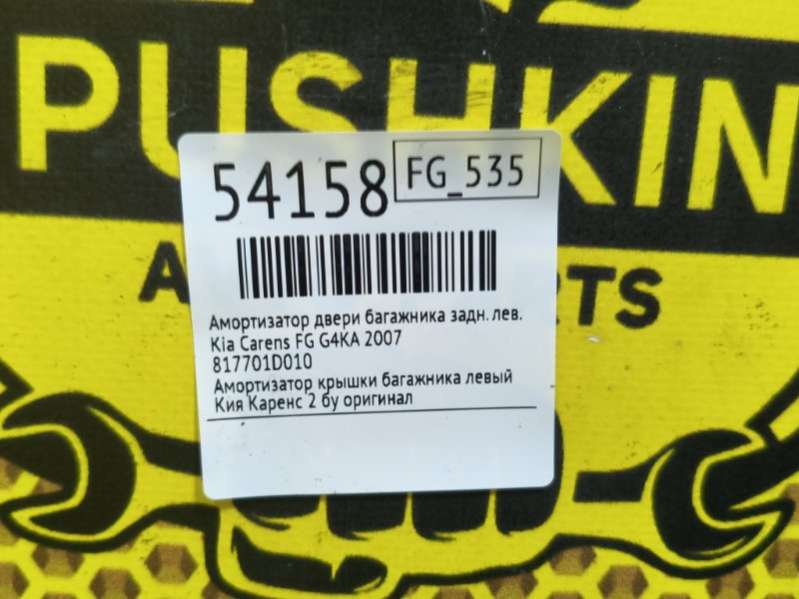 PUSHKIN
54158 FG_535
Амортизатор двери багажника задн. лев.
Kia Carens FG G4KA 2007
817701D010
Амортизатор крышки багажника левый
Кия Каренс 2 бу оригинал